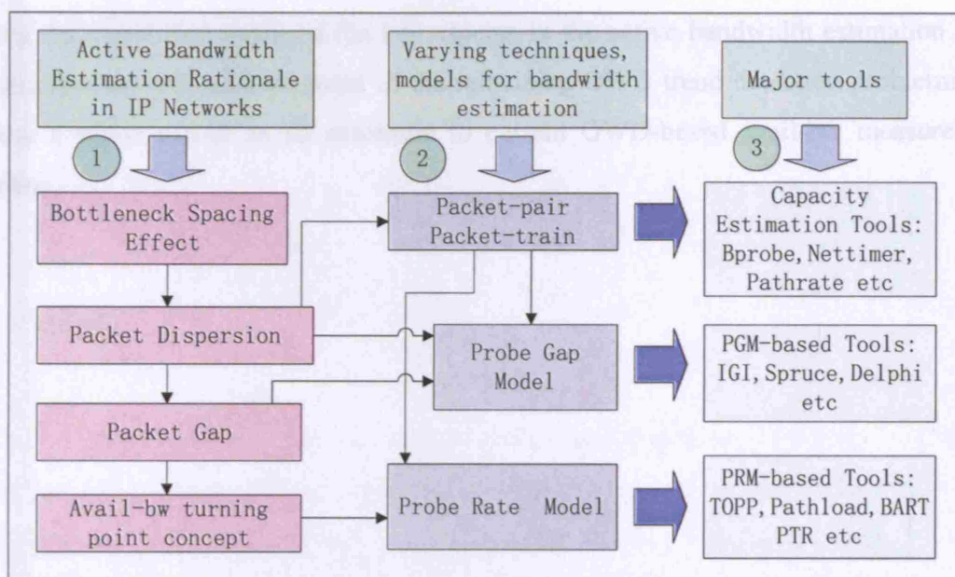 Active Bandwidth
Estimation Rationale
in IP Networks
Varying techniques,
models for bandwidth
estimation
Major tools
1
2
3
Bottleneck Spacing
Effect
Packet Dispersion
Packet Gap
Avail-bw turning
point concept
Packet-pair
Packet-train
Probe Gap
Model
Probe Rate Model
Capacity
Estimation Tools:
Bprobe, Nettimer,
Pathrate etc
PGM-based Tools:
IGI, Spruce, Delphi
etc
PRM-based Tools:
TOPP, Pathload, BART
PTR etc